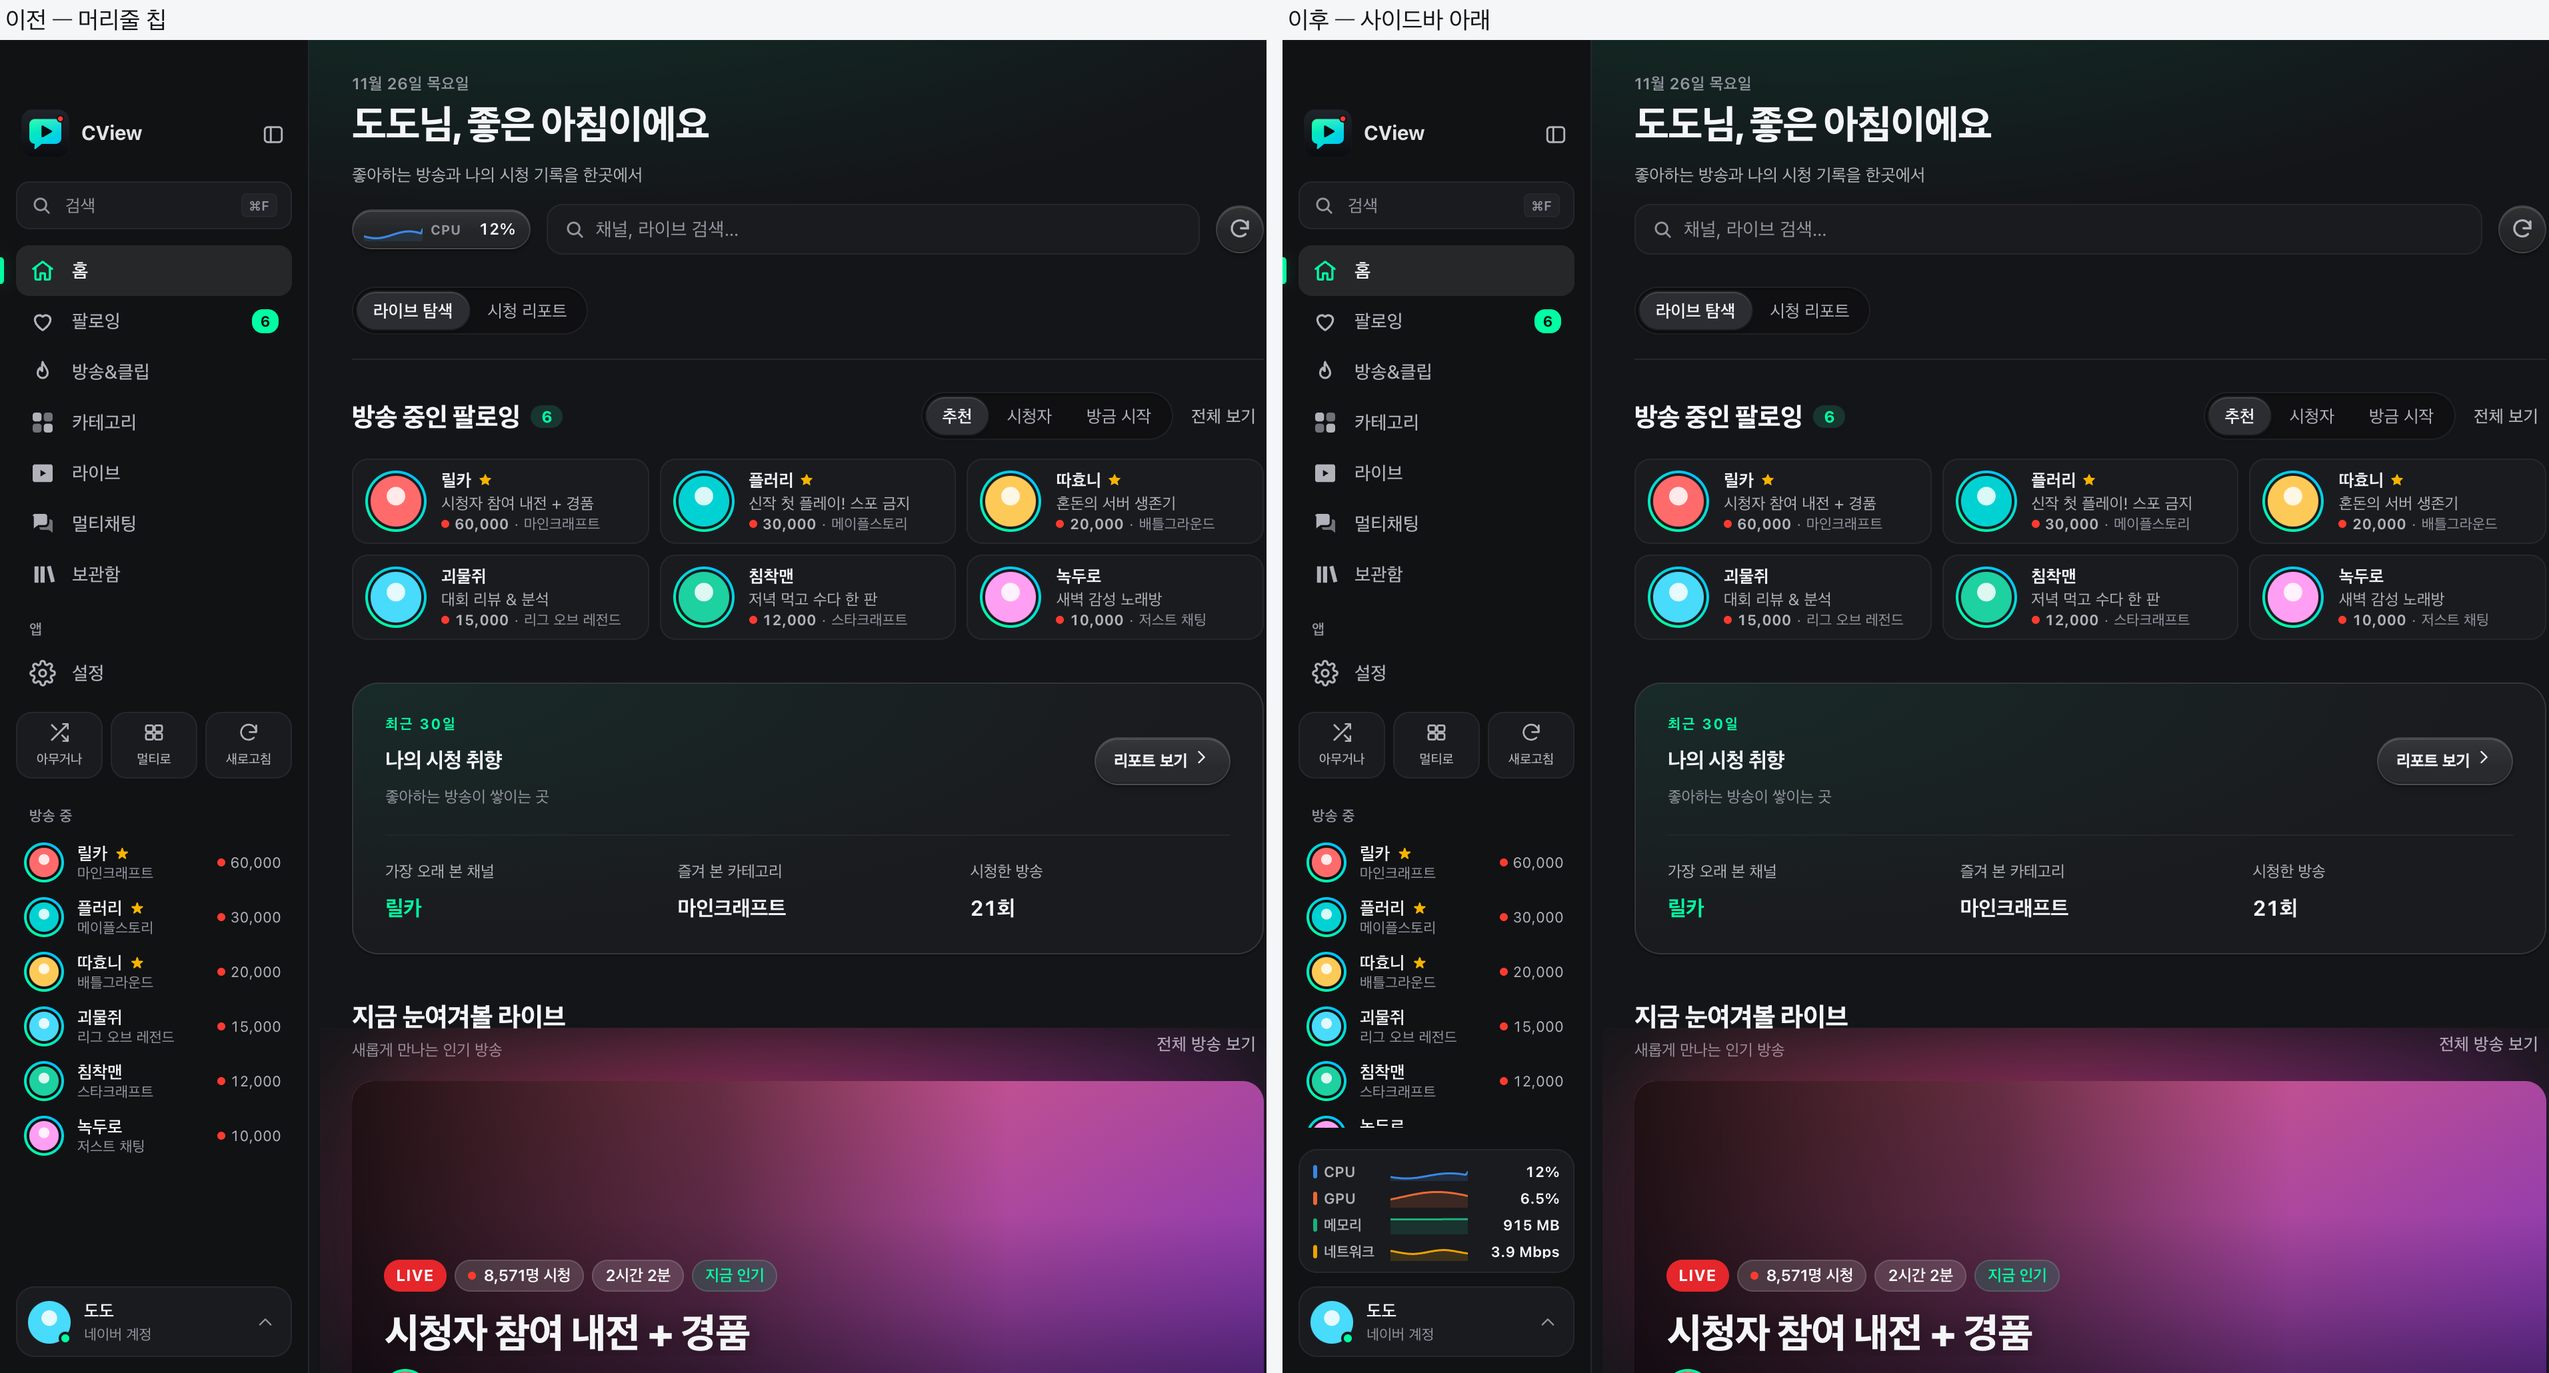 이전 — 머리줄 칩
CView
검색 ⌘F
홈
팔로잉 6
방송&클립
카테고리
라이브
멀티채팅
보관함
앱
설정
아무거나 멀티로 새로고침
방송 중
릴카 60,000
마인크래프트
플러리 30,000
메이플스토리
따효니 20,000
배틀그라운드
괴물쥐 15,000
리그 오브 레전드
침착맨 12,000
스타크래프트
녹두로 10,000
저스트 채팅
도도
네이버 계정
11월 26일 목요일
도도님, 좋은 아침이에요
좋아하는 방송과 나의 시청 기록을 한곳에서
CPU 12% 채널, 라이브 검색...
라이브 탐색 시청 리포트
방송 중인 팔로잉 6 추천 시청자 방금 시작 전체 보기
릴카
시청자 참여 내전 + 경품
60,000 · 마인크래프트
플러리
신작 첫 플레이! 스포 금지
30,000 · 메이플스토리
따효니
혼돈의 서버 생존기
20,000 · 배틀그라운드
괴물쥐
대회 리뷰 & 분석
15,000 · 리그 오브 레전드
침착맨
저녁 먹고 수다 한 판
12,000 · 스타크래프트
녹두로
새벽 감성 노래방
10,000 · 저스트 채팅
최근 30일
나의 시청 취향
리포트 보기
좋아하는 방송이 쌓이는 곳
가장 오래 본 채널 즐겨 본 카테고리 시청한 방송
릴카 마인크래프트 21회
지금 눈여겨볼 라이브
새롭게 만나는 인기 방송 전체 방송 보기
LIVE 8,571명 시청 2시간 2분 지금 인기
시청자 참여 내전 + 경품
이후 — 사이드바 아래
CView
검색 ⌘F
홈
팔로잉 6
방송&클립
카테고리
라이브
멀티채팅
보관함
앱
설정
아무거나 멀티로 새로고침
방송 중
릴카 60,000
마인크래프트
플러리 30,000
메이플스토리
따효니 20,000
배틀그라운드
괴물쥐 15,000
리그 오브 레전드
침착맨 12,000
스타크래프트
CPU 12%
GPU 6.5%
메모리 915 MB
네트워크 3.9 Mbps
도도
네이버 계정
11월 26일 목요일
도도님, 좋은 아침이에요
좋아하는 방송과 나의 시청 기록을 한곳에서
채널, 라이브 검색...
라이브 탐색 시청 리포트
방송 중인 팔로잉 6 추천 시청자 방금 시작 전체 보기
릴카
시청자 참여 내전 + 경품
60,000 · 마인크래프트
플러리
신작 첫 플레이! 스포 금지
30,000 · 메이플스토리
따효니
혼돈의 서버 생존기
20,000 · 배틀그라운드
괴물쥐
대회 리뷰 & 분석
15,000 · 리그 오브 레전드
침착맨
저녁 먹고 수다 한 판
12,000 · 스타크래프트
녹두로
새벽 감성 노래방
10,000 · 저스트 채팅
최근 30일
나의 시청 취향
리포트 보기
좋아하는 방송이 쌓이는 곳
가장 오래 본 채널 즐겨 본 카테고리 시청한 방송
릴카 마인크래프트 21회
지금 눈여겨볼 라이브
새롭게 만나는 인기 방송 전체 방송 보기
LIVE 8,571명 시청 2시간 2분 지금 인기
시청자 참여 내전 + 경품